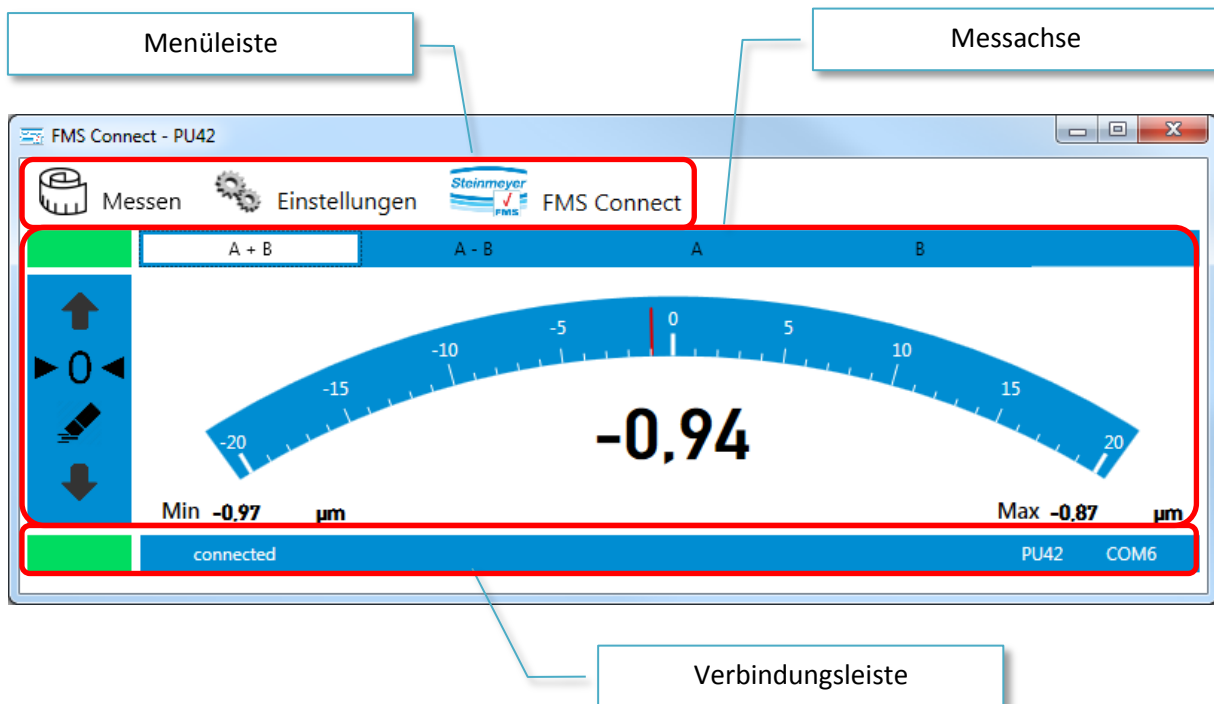 Menüleiste
Messachse
FMS Connect - PU42
Messen Einstellungen Steinmeyer FMS FMS Connect
A + B A - B A B
0
-20 -15 -10 -5 0 5 10 15 20
-0,94
Min -0,97 µm Max -0,87 µm
connected PU42 COM6
Verbindungsleiste